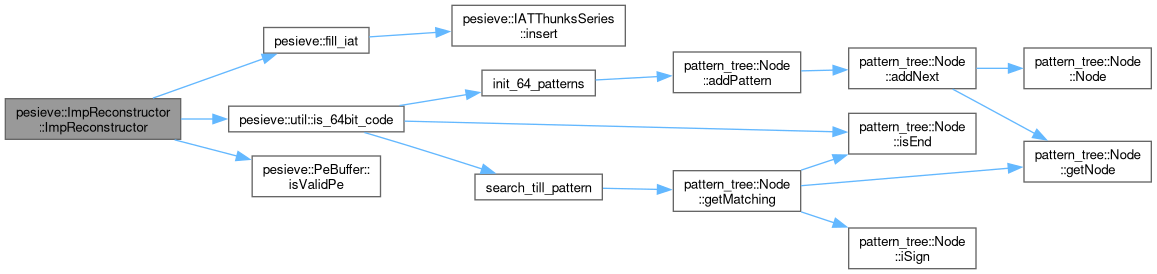 pesieve::ImpReconstructor
::ImpReconstructor
pesieve::fill_iat
pesieve::IATThunksSeries
::insert
pesieve::util::is_64bit_code
init_64_patterns
pattern_tree::Node
::addPattern
pattern_tree::Node
::addNext
pattern_tree::Node
::Node
pattern_tree::Node
::isEnd
pattern_tree::Node
::getNode
pesieve::PeBuffer::
isValidPe
search_till_pattern
pattern_tree::Node
::getMatching
pattern_tree::Node
::iSign